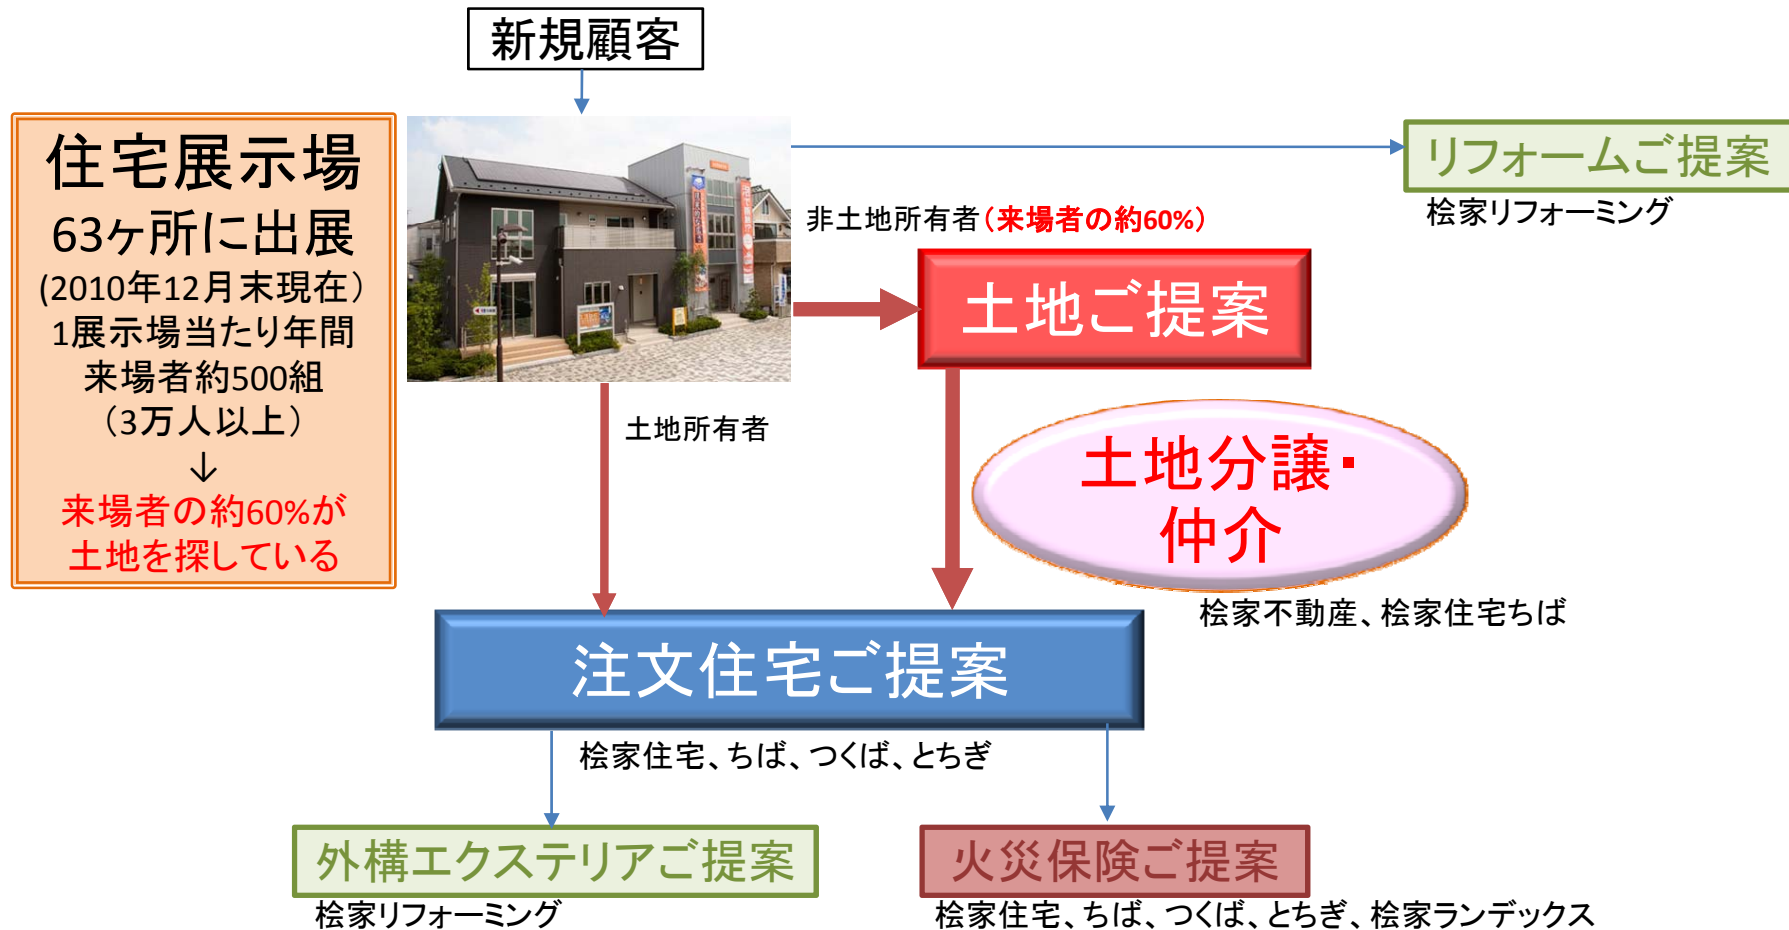 新規顧客
住宅展示場
63ヶ所に出展
(2010年12月末現在)
1展示場当たり年間
来場者約500組
（3万人以上）
↓
来場者の約60%が
土地を探している
リフォームご提案
桧家リフォーミング
非土地所有者（来場者の約60%）
土地ご提案
土地所有者
土地分譲・
仲介
桧家不動産、桧家住宅ちば
注文住宅ご提案
桧家住宅、ちば、つくば、とちぎ
外構エクステリアご提案
桧家リフォーミング
火災保険ご提案
桧家住宅、ちば、つくば、とちぎ、桧家ランデックス